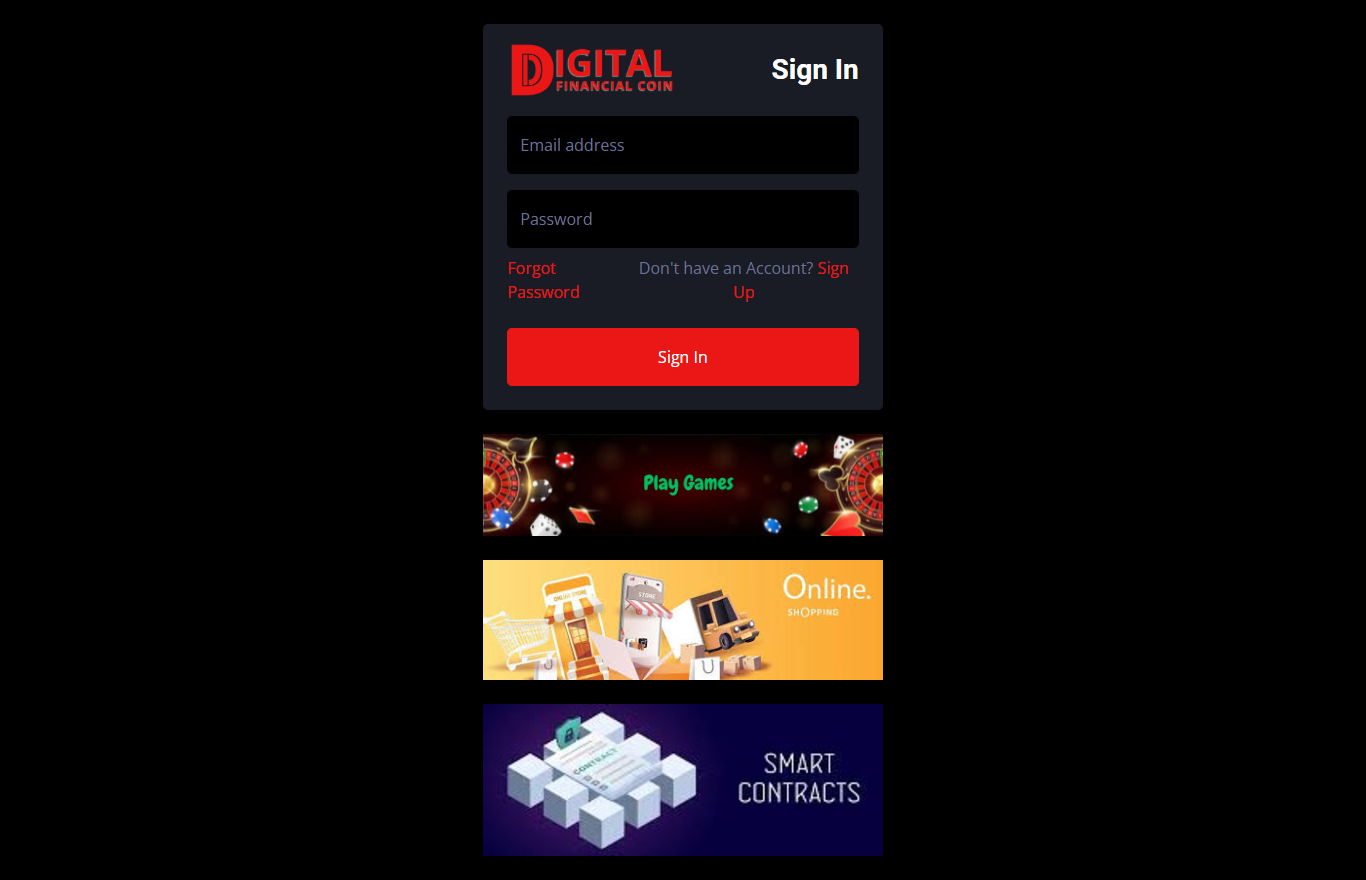 DIGITAL
FINANCIAL COIN
Sign In
Email address
Password
Forgot
Password
Don't have an Account? Sign
Up
Sign In
Play Games
ONLINE STORE
STORE
Online.
SHOPPING
CONTRACT
SMART
CONTRACTS